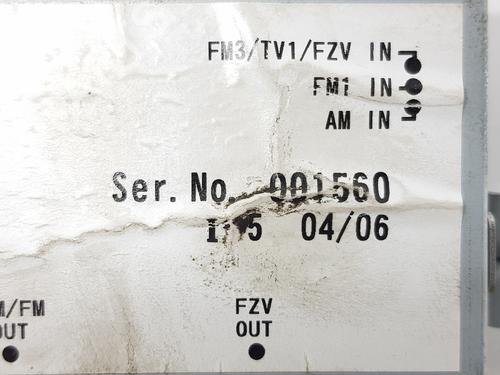 FM3/TV1/FZV IN
FM1 IN
AM IN
Ser. No. 001560
04/06
/FM
OUT
FZV
OUT